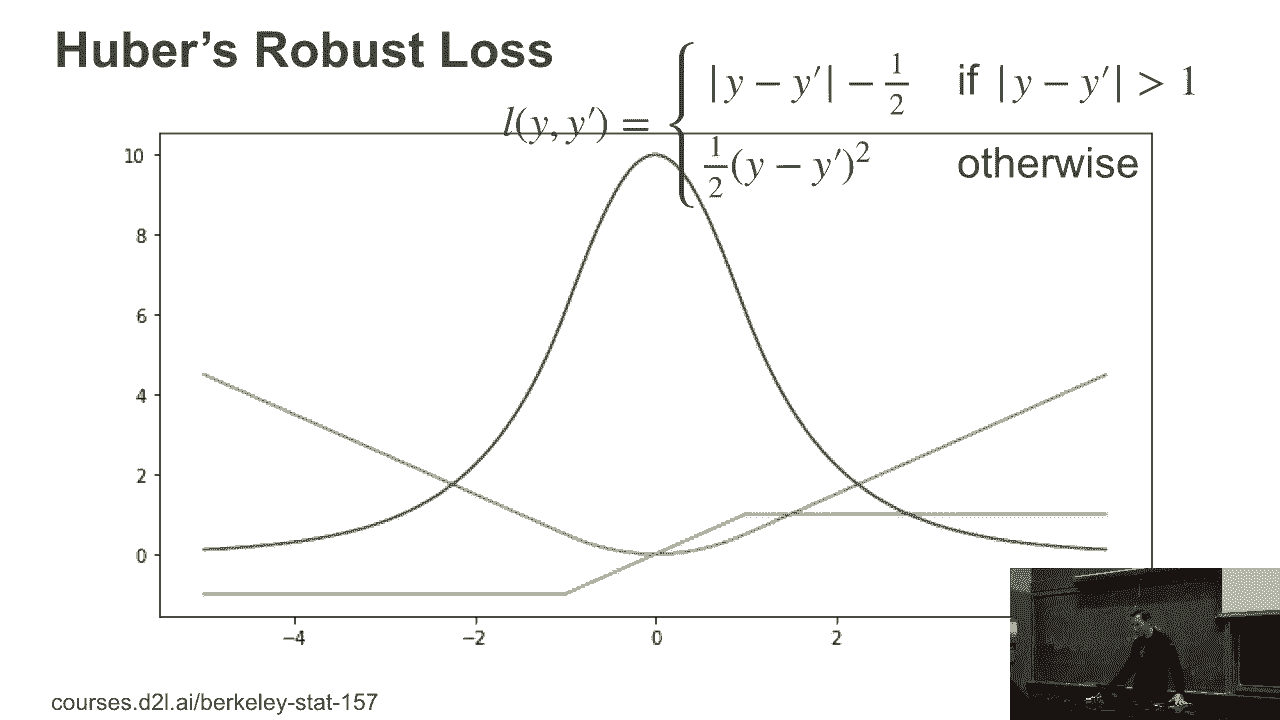 Huber's Robust Loss
l(y, y′) = { |y − y′| − 1/2 if |y − y′| > 1
1/2 (y − y′)² otherwise
10
8
6
4
2
0
−4 −2 0 2
courses.d2l.ai/berkeley-stat-157